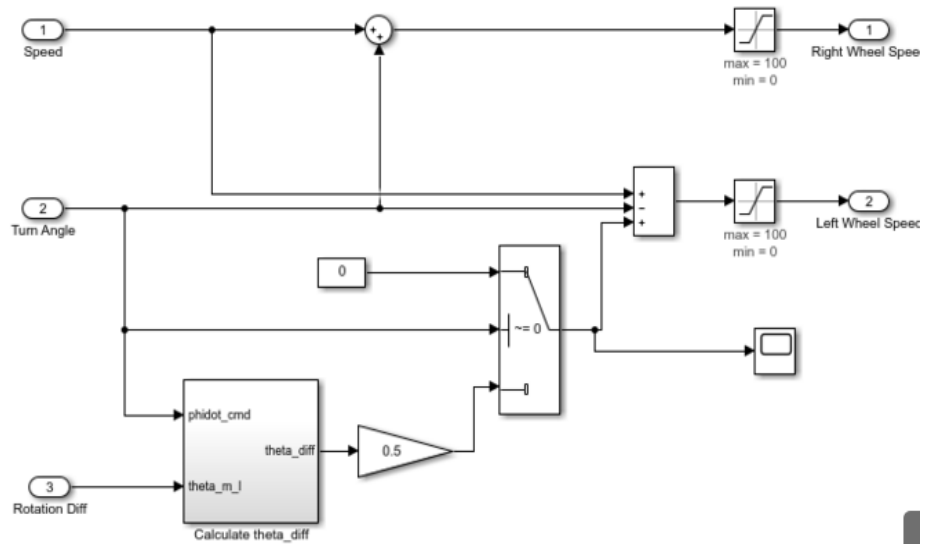 1
Speed
+
+
max = 100
min = 0
1
Right Wheel Spee
2
Turn Angle
+
−
+
max = 100
min = 0
2
Left Wheel Speed
0
~= 0
phidot_cmd
theta_diff
theta_m_l
0.5
3
Rotation Diff
Calculate theta_diff